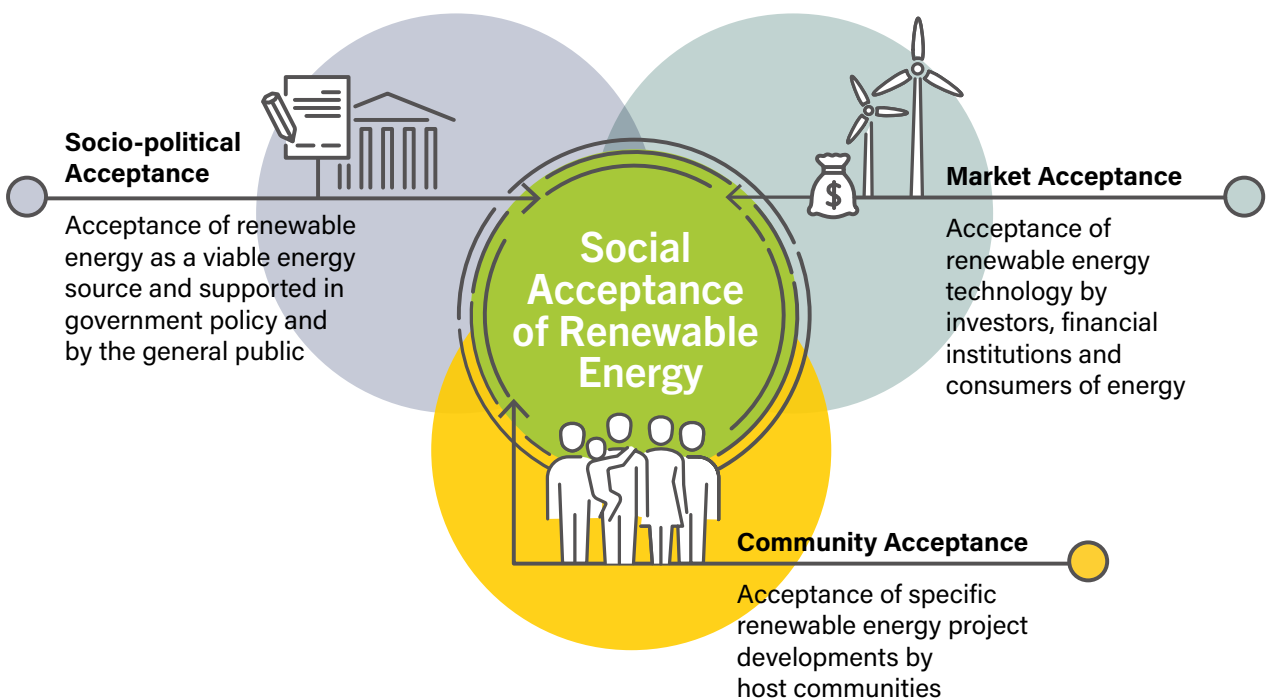 Socio-political
Acceptance
Acceptance of renewable
energy as a viable energy
source and supported in
government policy and
by the general public
$
Market Acceptance
Acceptance of
renewable energy
technology by
investors, financial
institutions and
consumers of energy
Social
Acceptance
of Renewable
Energy
Community Acceptance
Acceptance of specific
renewable energy project
developments by
host communities